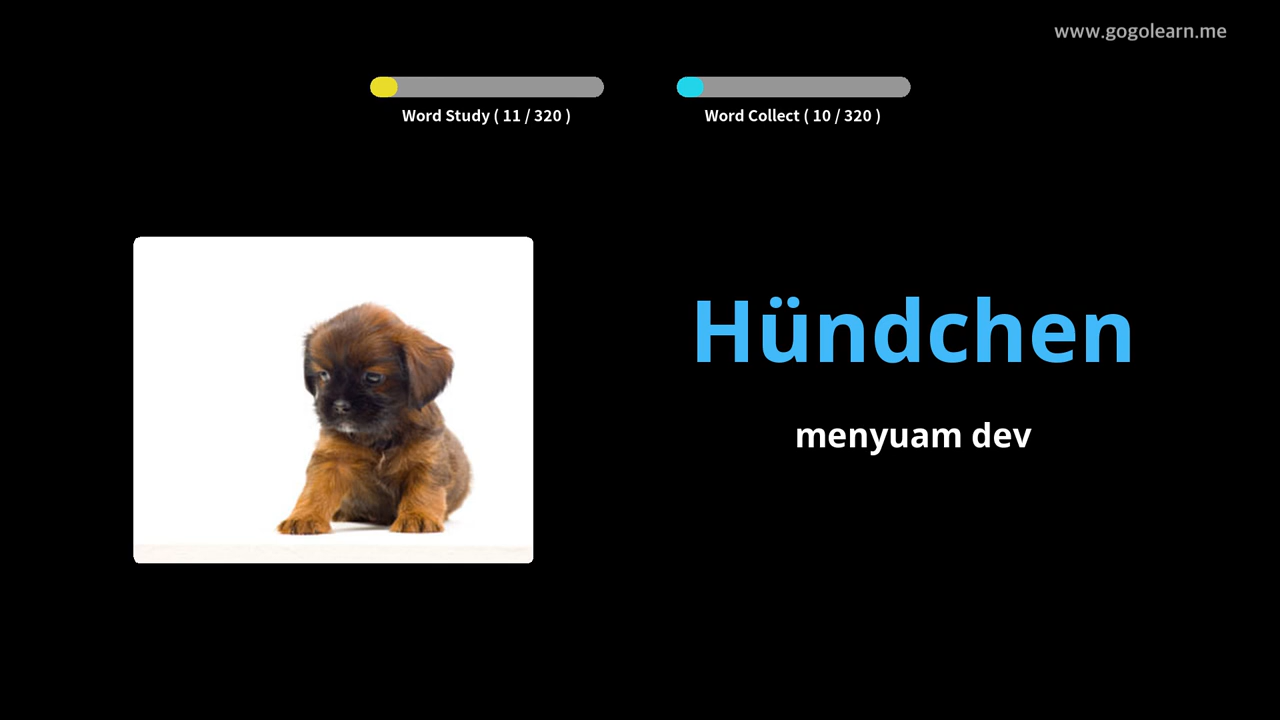 www.gogolearn.me
Word Study ( 11 / 320 )
Word Collect ( 10 / 320 )
Hündchen
menyuam dev